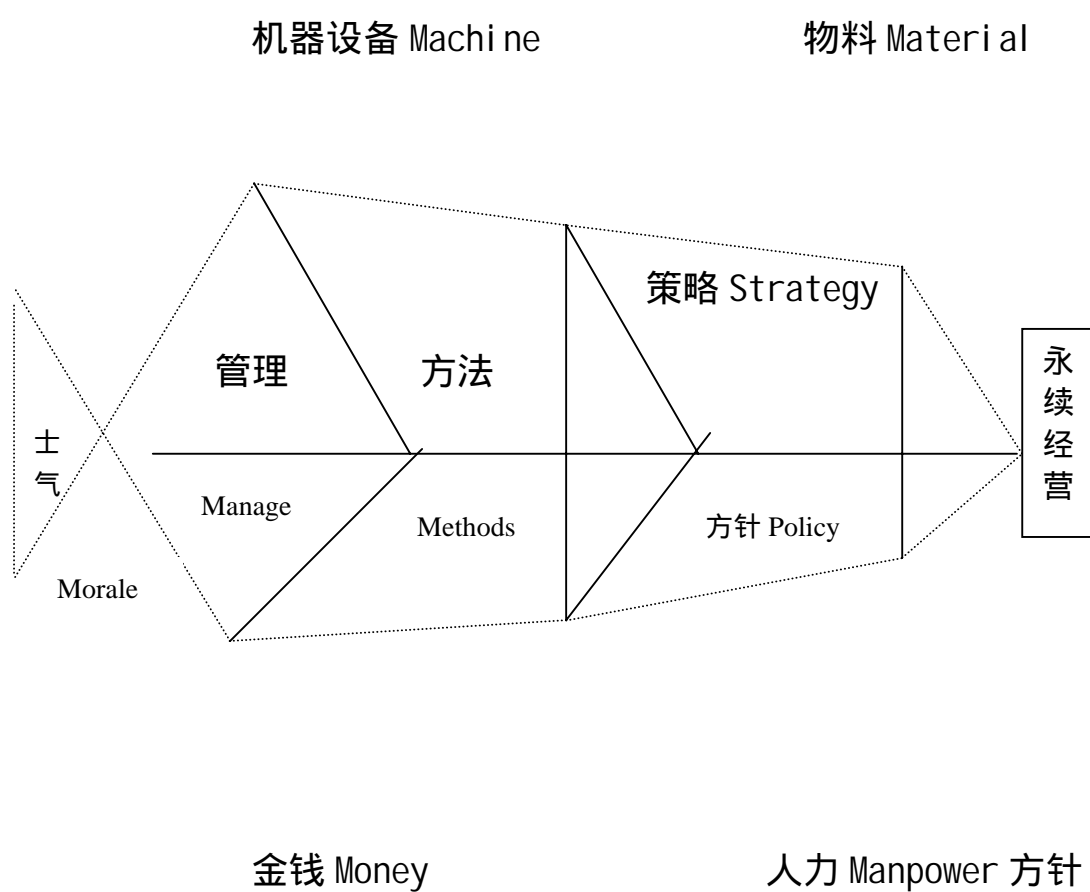 机器设备 Machine
物料 Material
策略 Strategy
管理
方法
永续经营
士气
Manage
Methods
方针 Policy
Morale
金钱 Money
人力 Manpower 方针